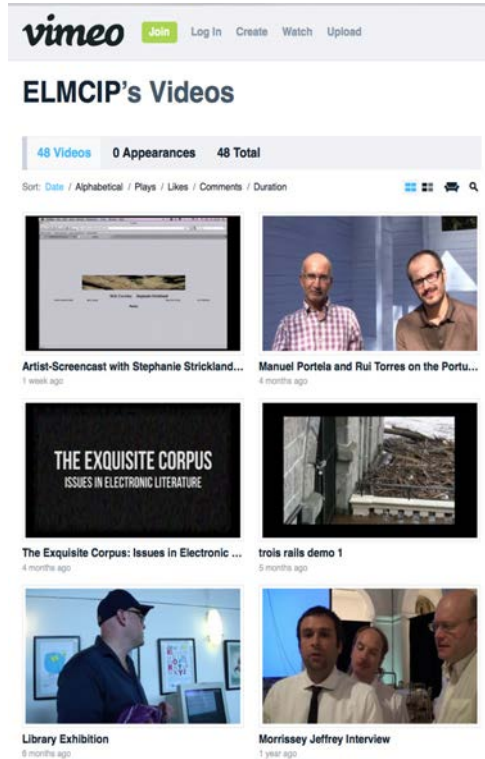 vimeo Join Log In Create Watch Upload
ELMCIP's Videos
48 Videos 0 Appearances 48 Total
Sort: Date / Alphabetical / Plays / Likes / Comments / Duration
Artist-Screencast with Stephanie Strickland...
1 week ago
Manuel Portela and Rui Torres on the Portu...
4 months ago
THE EXQUISITE CORPUS
ISSUES IN ELECTRONIC LITERATURE
The Exquisite Corpus: Issues in Electronic ...
4 months ago
trois rails demo 1
5 months ago
Library Exhibition
6 months ago
Morrissey Jeffrey Interview
1 year ago